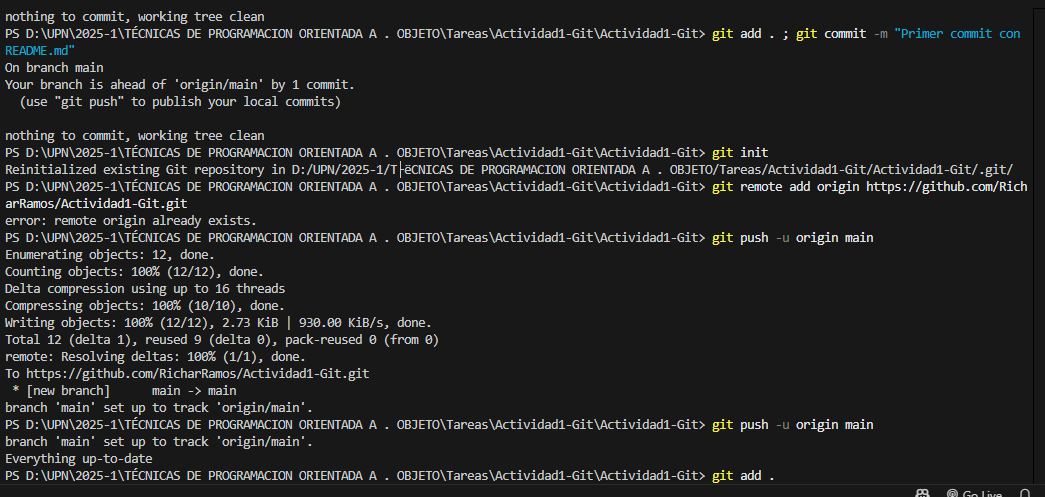 nothing to commit, working tree clean
PS D:\UPN\2025-1\TÉCNICAS DE PROGRAMACION ORIENTADA A . OBJETO\Tareas\Actividad1-Git\Actividad1-Git> git add . ; git commit -m "Primer commit con
README.md"
On branch main
Your branch is ahead of 'origin/main' by 1 commit.
  (use "git push" to publish your local commits)
nothing to commit, working tree clean
PS D:\UPN\2025-1\TÉCNICAS DE PROGRAMACION ORIENTADA A . OBJETO\Tareas\Actividad1-Git\Actividad1-Git> git init
Reinitialized existing Git repository in D:/UPN/2025-1/T├ëCNICAS DE PROGRAMACION ORIENTADA A . OBJETO/Tareas/Actividad1-Git/Actividad1-Git/.git/
PS D:\UPN\2025-1\TÉCNICAS DE PROGRAMACION ORIENTADA A . OBJETO\Tareas\Actividad1-Git\Actividad1-Git> git remote add origin https://github.com/Rich
arRamos/Actividad1-Git.git
error: remote origin already exists.
PS D:\UPN\2025-1\TÉCNICAS DE PROGRAMACION ORIENTADA A . OBJETO\Tareas\Actividad1-Git\Actividad1-Git> git push -u origin main
Enumerating objects: 12, done.
Counting objects: 100% (12/12), done.
Delta compression using up to 16 threads
Compressing objects: 100% (10/10), done.
Writing objects: 100% (12/12), 2.73 KiB | 930.00 KiB/s, done.
Total 12 (delta 1), reused 9 (delta 0), pack-reused 0 (from 0)
remote: Resolving deltas: 100% (1/1), done.
To https://github.com/RicharRamos/Actividad1-Git.git
 * [new branch]      main -> main
branch 'main' set up to track 'origin/main'.
PS D:\UPN\2025-1\TÉCNICAS DE PROGRAMACION ORIENTADA A . OBJETO\Tareas\Actividad1-Git\Actividad1-Git> git push -u origin main
branch 'main' set up to track 'origin/main'.
Everything up-to-date
PS D:\UPN\2025-1\TÉCNICAS DE PROGRAMACION ORIENTADA A . OBJETO\Tareas\Actividad1-Git\Actividad1-Git> git add .
Go Live